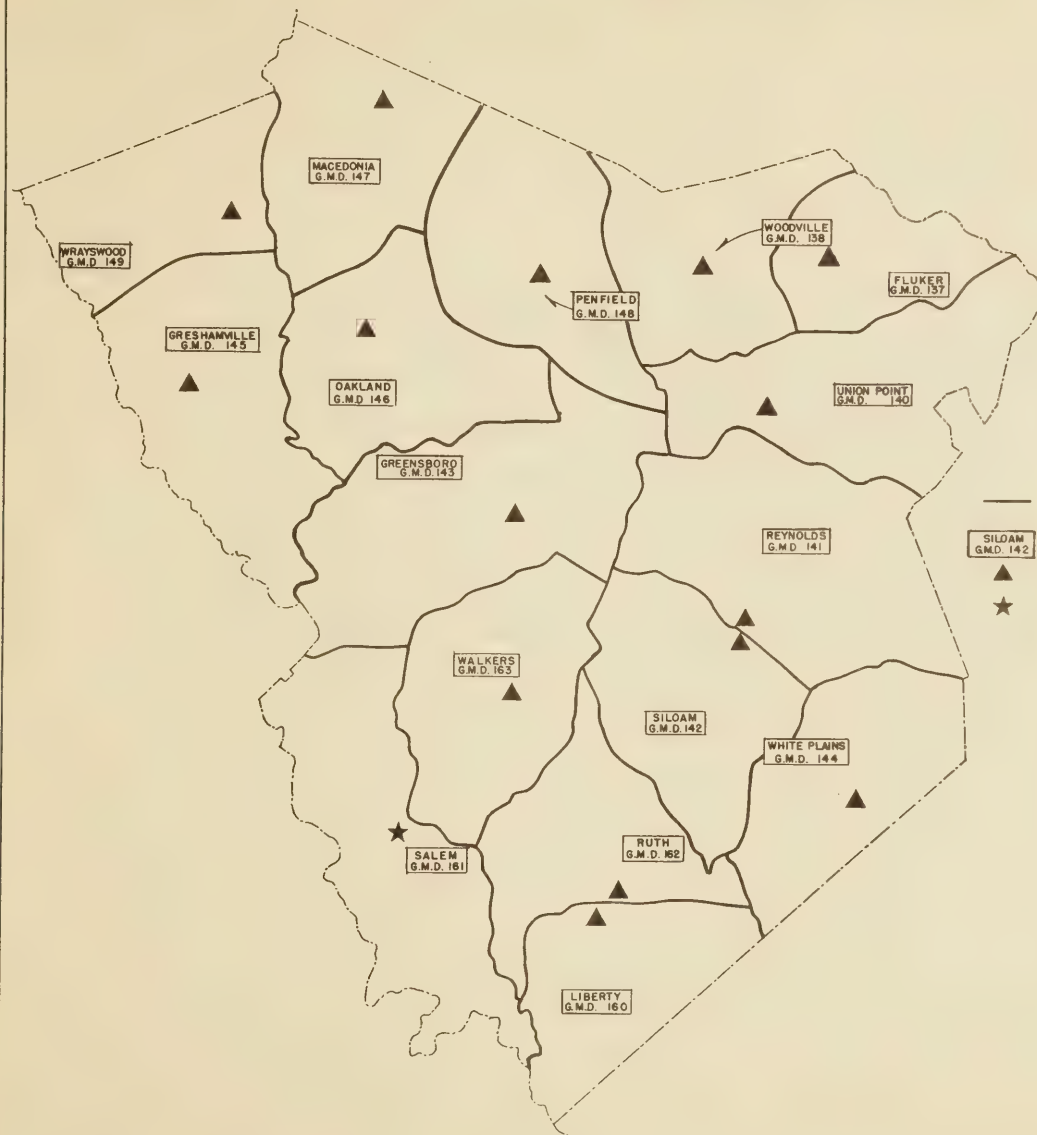 MACEDONIA
G.M.D. 147
WRAYSWOOD
G.M.D 149
WOODVILLE
G.M.D. 138
FLUKER
G.M.D. 137
PENFIELD
G.M.D. 148
GRESHAMVILLE
G.M.D. 145
OAKLAND
G.M.D 146
UNION POINT
G.M.D. 140
GREENSBORO
G.M.D. 143
REYNOLDS
G.M.D 141
SILOAM
G.M.D. 142
WALKERS
G.M.D. 163
SILOAM
G.M.D. 142
WHITE PLAINS
G.M.D. 144
RUTH
G.M.D. 162
SALEM
G.M.D. 161
LIBERTY
G.M.D. 160